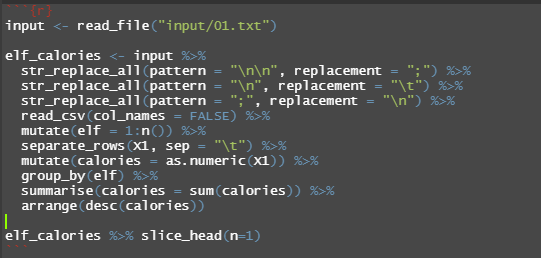 ```{r}
input <- read_file("input/01.txt")
elf_calories <- input %>%
str_replace_all(pattern = "\n\n", replacement = ";") %>%
str_replace_all(pattern = "\n", replacement = "\t") %>%
str_replace_all(pattern = ";", replacement = "\n") %>%
read_csv(col_names = FALSE) %>%
mutate(elf = 1:n()) %>%
separate_rows(X1, sep = "\t") %>%
mutate(calories = as.numeric(X1)) %>%
group_by(elf) %>%
summarise(calories = sum(calories)) %>%
arrange(desc(calories))
elf_calories %>% slice_head(n=1)
```